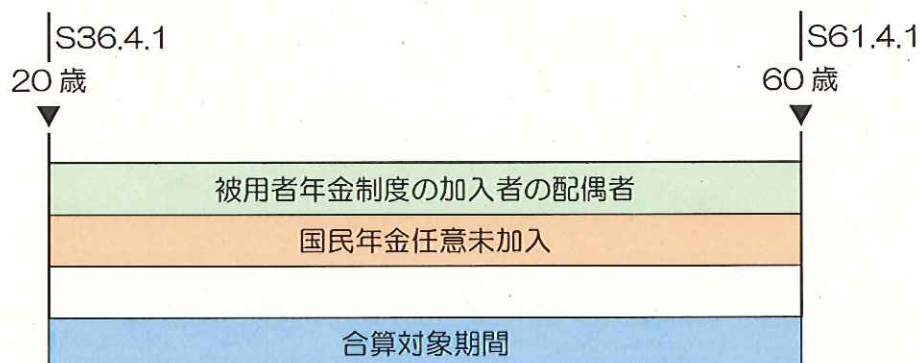 S36.4.1
S61.4.1
20歳
60歳
被用者年金制度の加入者の配偶者
国民年金任意未加入
合算対象期間